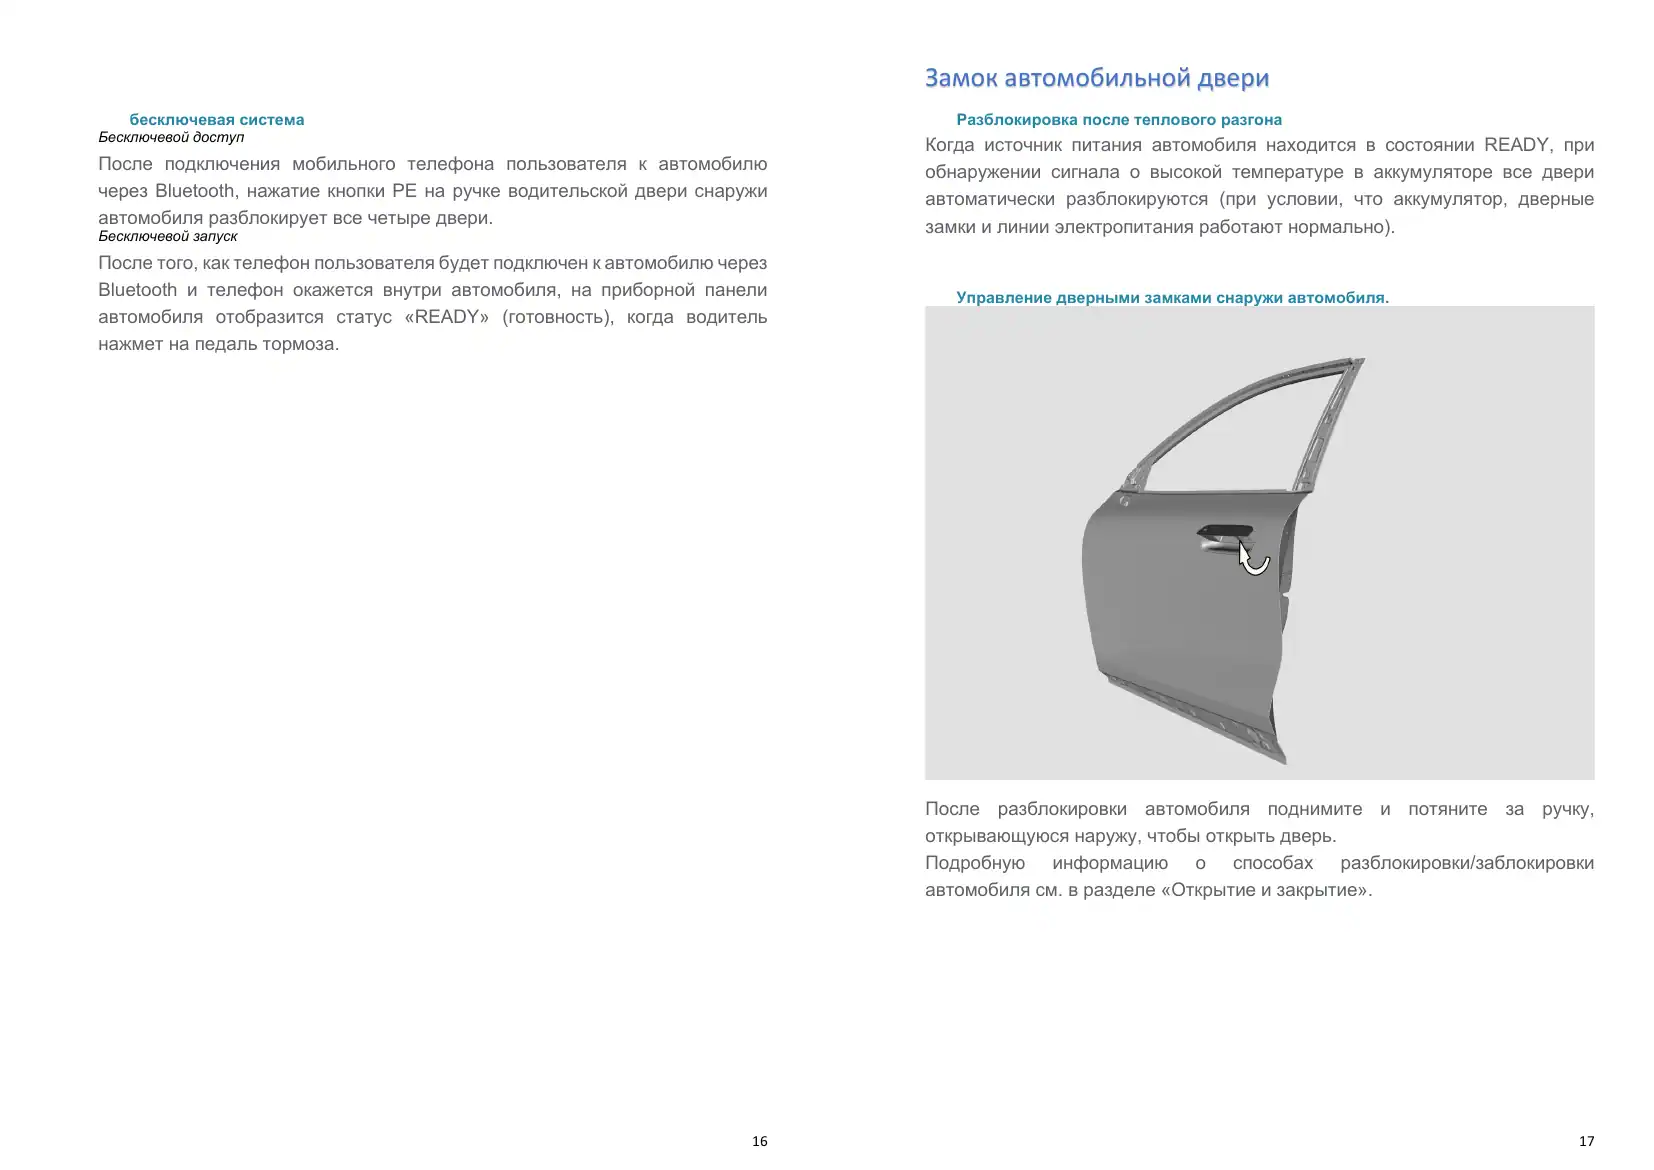 бесключевая система
Бесключевой доступ
После подключения мобильного телефона пользователя к автомобилю
через Bluetooth, нажатие кнопки PE на ручке водительской двери снаружи
автомобиля разблокирует все четыре двери.
Бесключевой запуск
После того, как телефон пользователя будет подключен к автомобилю через
Bluetooth и телефон окажется внутри автомобиля, на приборной панели
автомобиля отобразится статус «READY» (готовность), когда водитель
нажмет на педаль тормоза.
16
Замок автомобильной двери
Разблокировка после теплового разгона
Когда источник питания автомобиля находится в состоянии READY, при
обнаружении сигнала о высокой температуре в аккумуляторе все двери
автоматически разблокируются (при условии, что аккумулятор, дверные
замки и линии электропитания работают нормально).
Управление дверными замками снаружи автомобиля.
После разблокировки автомобиля поднимите и потяните за ручку,
открывающуюся наружу, чтобы открыть дверь.
Подробную информацию о способах разблокировки/заблокировки
автомобиля см. в разделе «Открытие и закрытие».
17